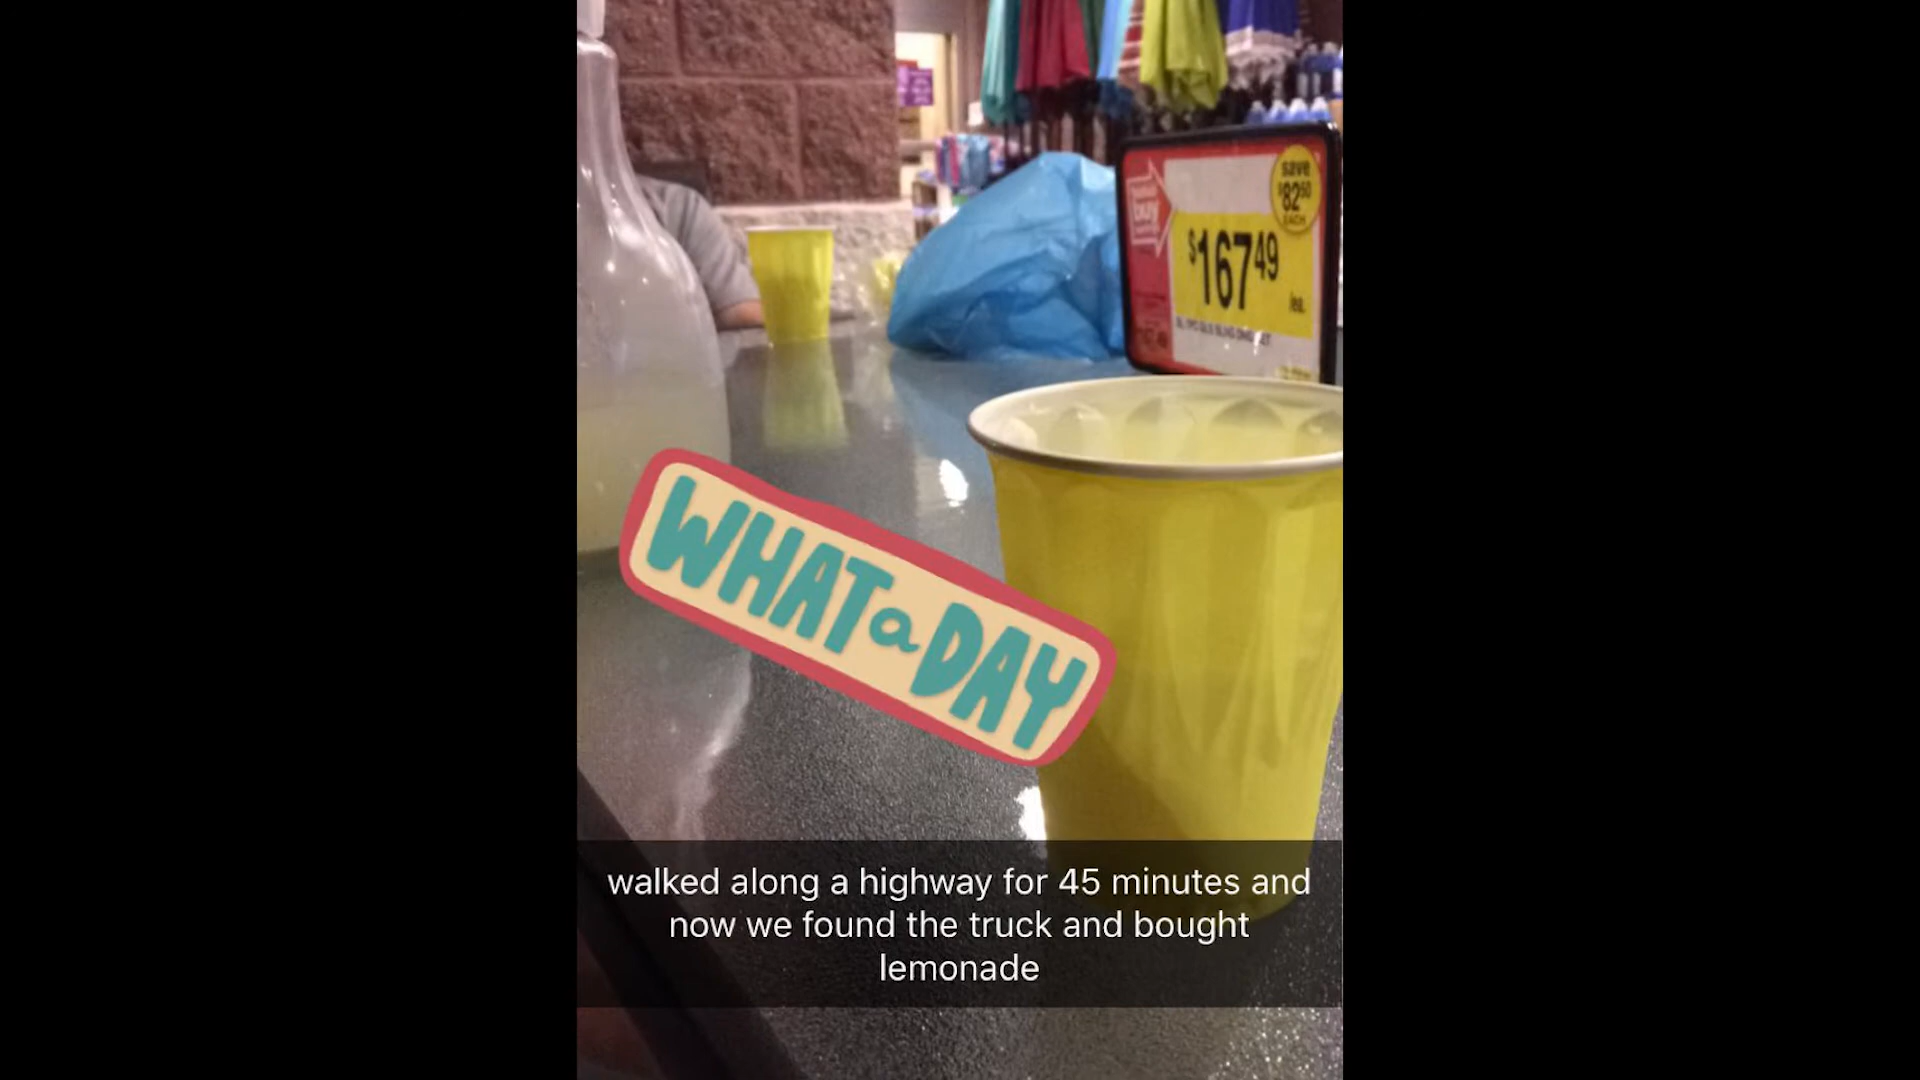 save
$82.50
EACH
buy
$167.49
/ea.
WHAT a DAY
walked along a highway for 45 minutes and
now we found the truck and bought
lemonade